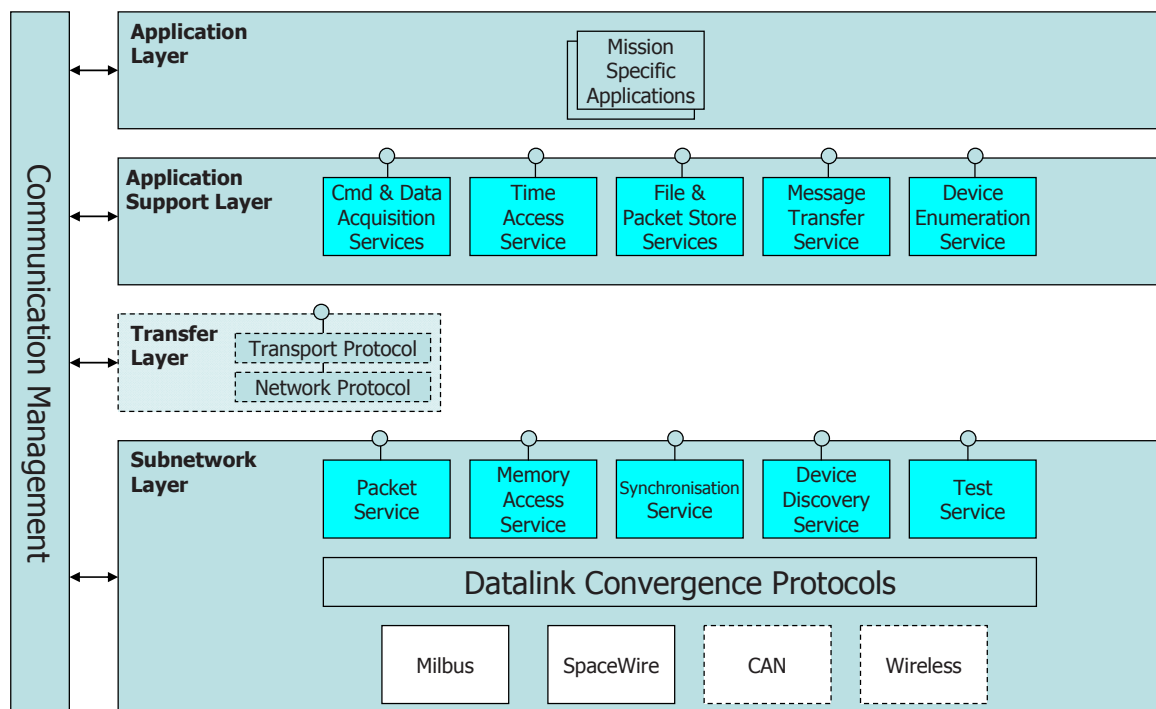 Communication Management
Application
Layer
Mission
Specific
Applications
Application
Support Layer
Cmd & Data
Acquisition
Services
Time
Access
Service
File &
Packet Store
Services
Message
Transfer
Service
Device
Enumeration
Service
Transfer
Layer
Transport Protocol
Network Protocol
Subnetwork
Layer
Packet
Service
Memory
Access
Service
Synchronisation
Service
Device
Discovery
Service
Test
Service
Datalink Convergence Protocols
Milbus
SpaceWire
CAN
Wireless